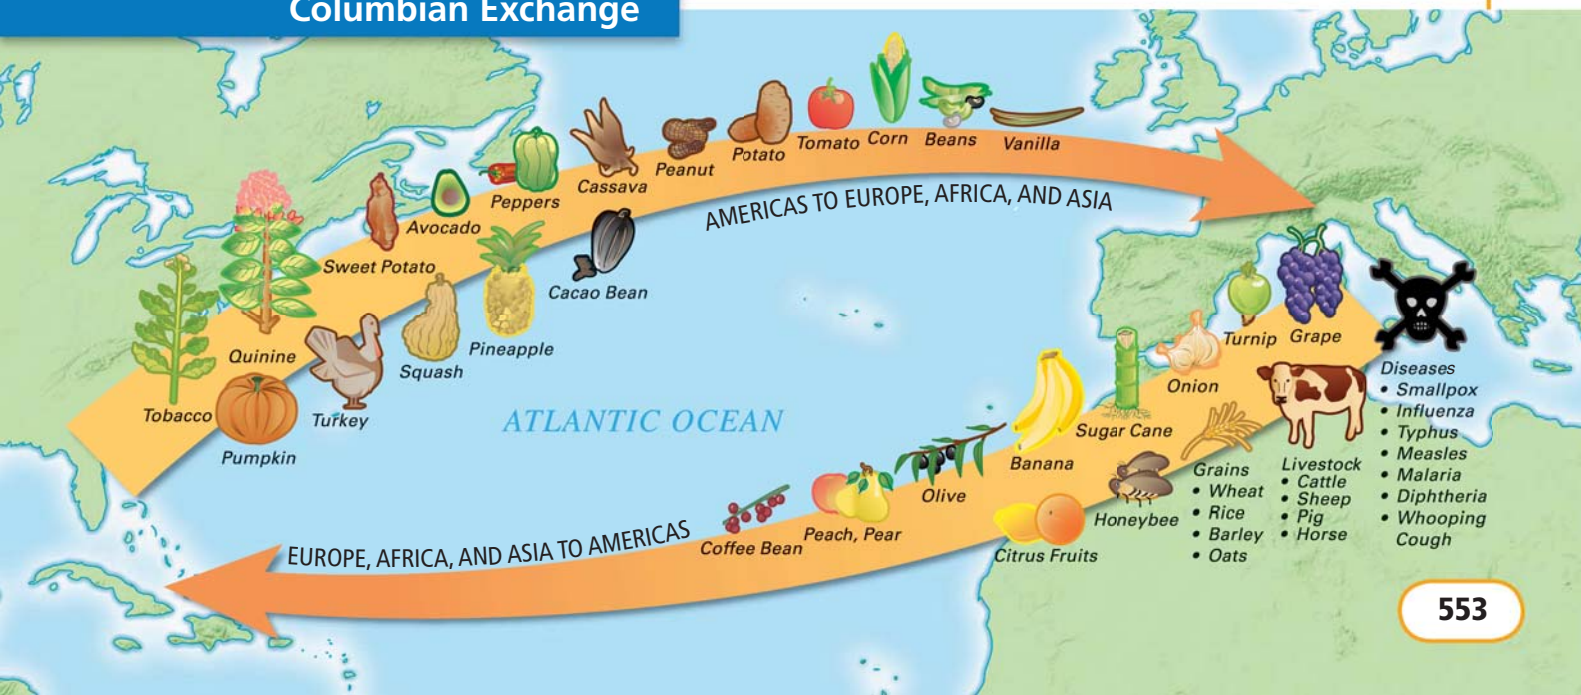 Columbian Exchange
Tobacco
Quinine
Sweet Potato
Avocado
Peppers
Cassava
Peanut
Potato
Tomato
Corn
Beans
Vanilla
AMERICAS TO EUROPE, AFRICA, AND ASIA
Pumpkin
Turkey
Squash
Pineapple
Cacao Bean
ATLANTIC OCEAN
EUROPE, AFRICA, AND ASIA TO AMERICAS
Coffee Bean
Peach, Pear
Olive
Banana
Sugar Cane
Onion
Turnip
Grape
Citrus Fruits
Honeybee
Grains
• Wheat
• Rice
• Barley
• Oats
Livestock
• Cattle
• Sheep
• Pig
• Horse
Diseases
• Smallpox
• Influenza
• Typhus
• Measles
• Malaria
• Diphtheria
• Whooping
Cough
553